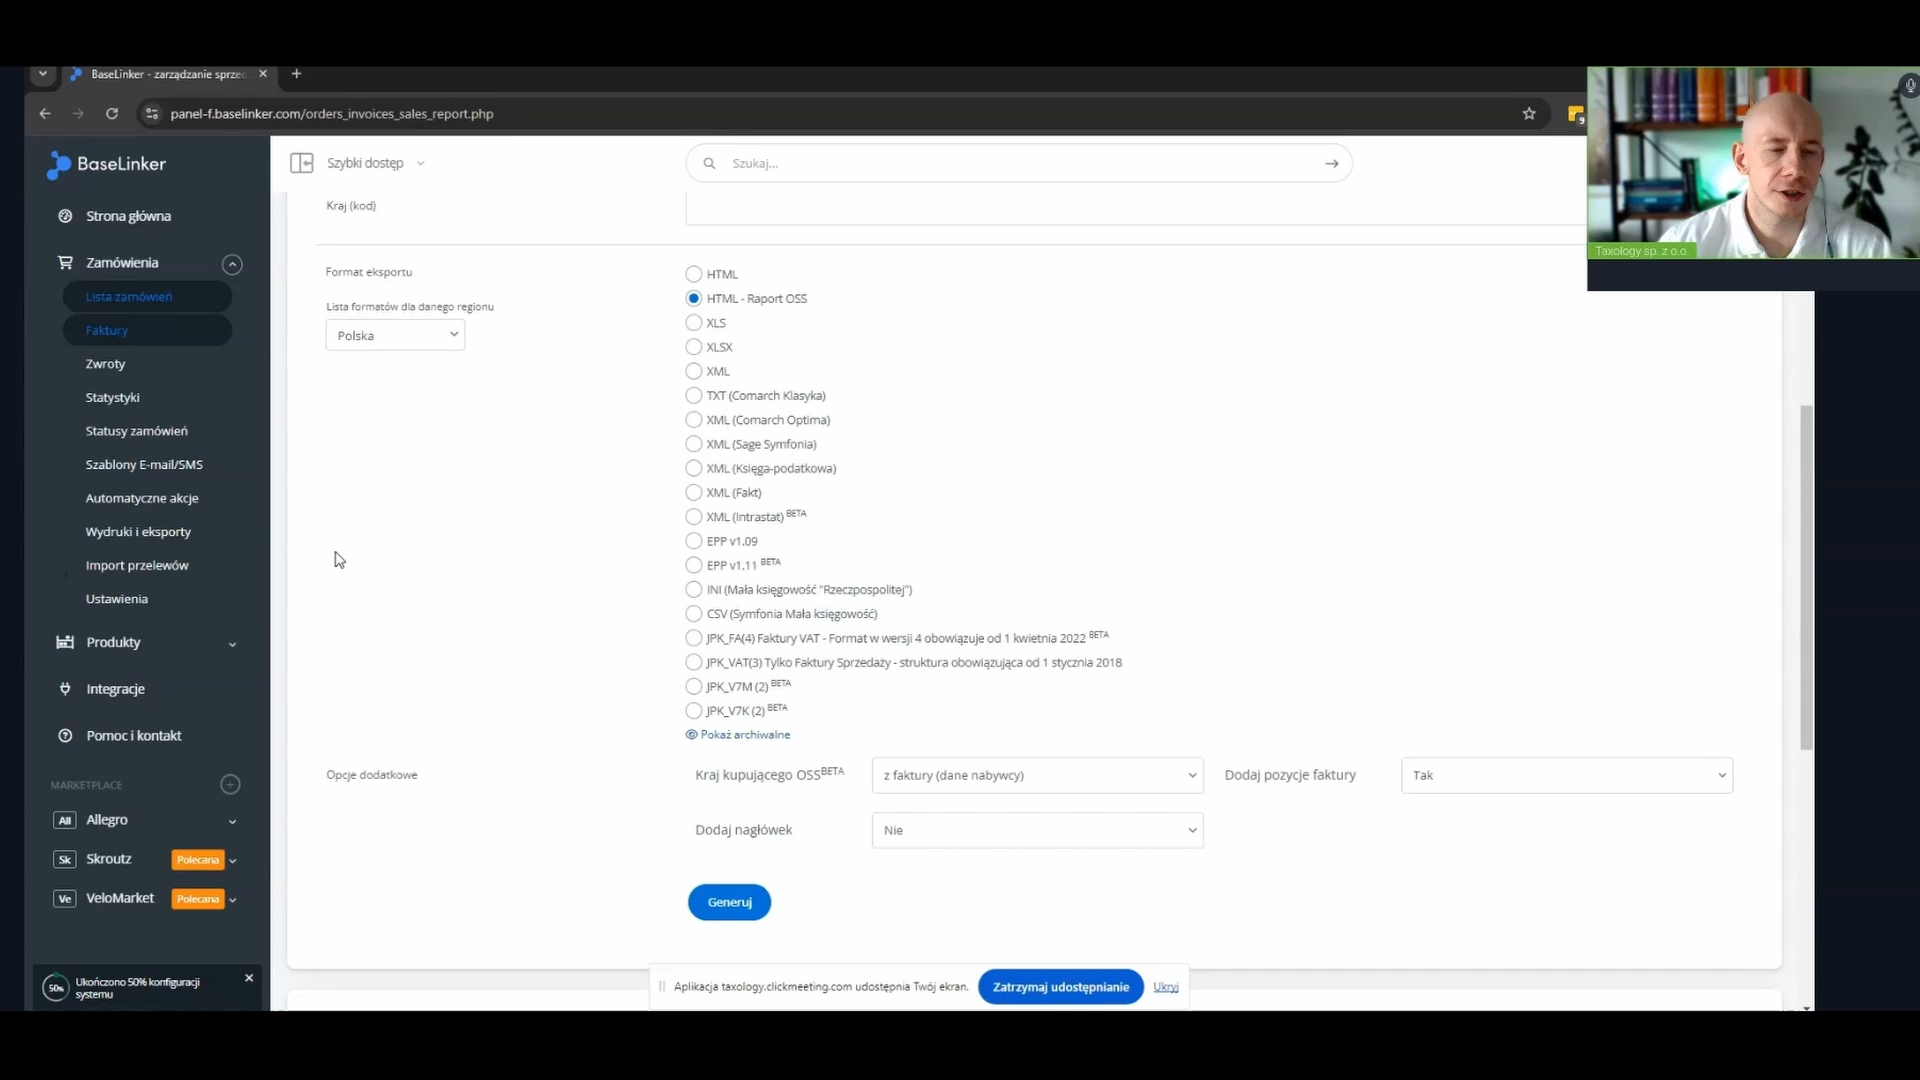 BaseLinker - zarządzanie sprzed
panel-f.baselinker.com/orders_invoices_sales_report.php
9
Taxology sp. z o.o.
BaseLinker
Szybki dostęp
Szukaj...
Strona główna
Zamówienia
Lista zamówień
Faktury
Zwroty
Statystyki
Statusy zamówień
Szablony E-mail/SMS
Automatyczne akcje
Wydruki i eksporty
Import przelewów
Ustawienia
Produkty
Integracje
Pomoc i kontakt
MARKETPLACE
All Allegro
Sk Skroutz Polecana
Ve VeloMarket Polecana
50% Ukończono 50% konfiguracji
systemu
Kraj (kod)
Format eksportu
Lista formatów dla danego regionu
Polska
HTML
HTML - Raport OSS
XLS
XLSX
XML
TXT (Comarch Klasyka)
XML (Comarch Optima)
XML (Sage Symfonia)
XML (Księga-podatkowa)
XML (Fakt)
XML (Intrastat) BETA
EPP v1.09
EPP v1.11 BETA
INI (Mała księgowość "Rzeczpospolitej")
CSV (Symfonia Mała księgowość)
JPK_FA(4) Faktury VAT - Format w wersji 4 obowiązuje od 1 kwietnia 2022 BETA
JPK_VAT(3) Tylko Faktury Sprzedaży - struktura obowiązująca od 1 stycznia 2018
JPK_V7M (2) BETA
JPK_V7K (2) BETA
Pokaż archiwalne
Opcje dodatkowe
Kraj kupującego OSS BETA z faktury (dane nabywcy) Dodaj pozycje faktury Tak
Dodaj nagłówek Nie
Generuj
Aplikacja taxology.clickmeeting.com udostępnia Twój ekran. Zatrzymaj udostępnianie Ukryj